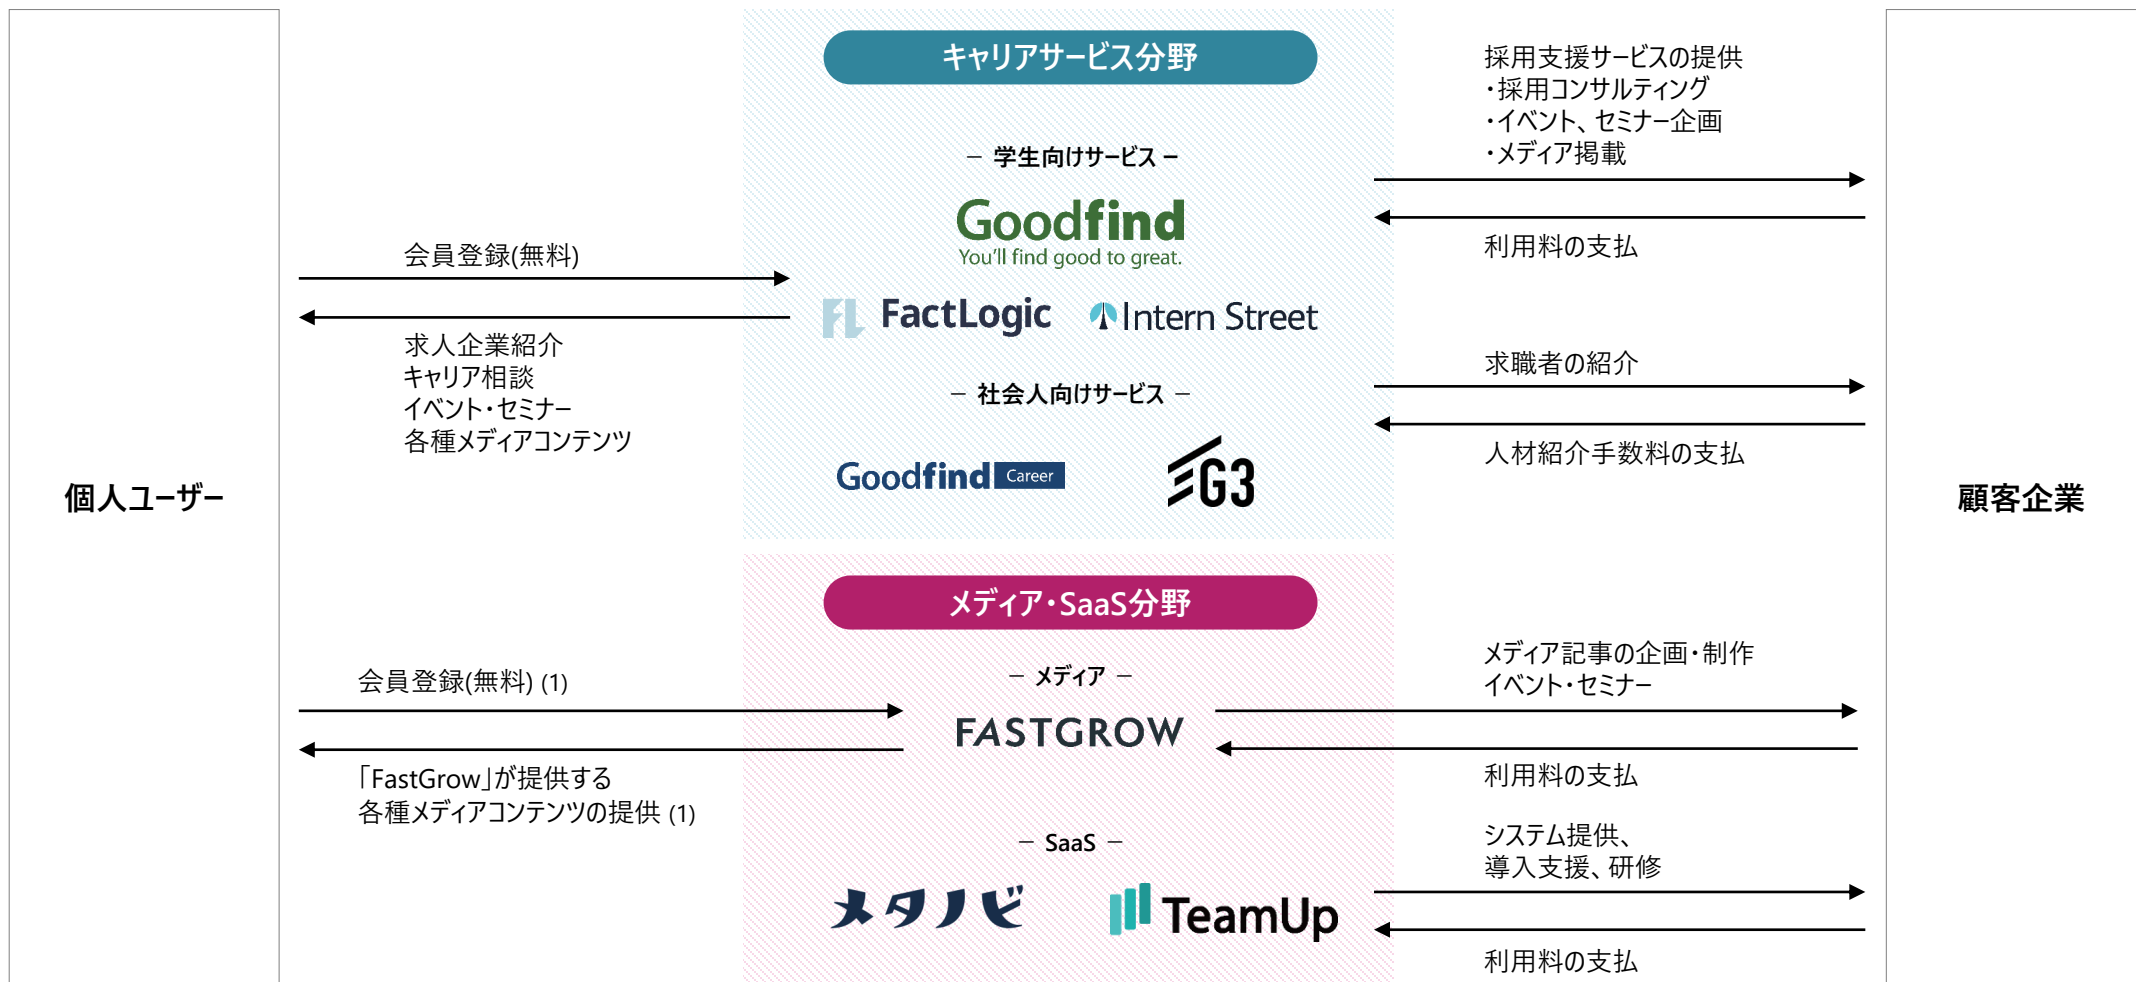 個人ユーザー
会員登録(無料)
求人企業紹介
キャリア相談
イベント・セミナー
各種メディアコンテンツ
会員登録(無料) (1)
「FastGrow」が提供する
各種メディアコンテンツの提供 (1)
キャリアサービス分野
― 学生向けサービス ―
Goodfind
You'll find good to great.
FL FactLogic
Intern Street
― 社会人向けサービス ―
Goodfind Career
G3
メディア・SaaS分野
― メディア ―
FASTGROW
― SaaS ―
メタノビ
TeamUp
採用支援サービスの提供
・採用コンサルティング
・イベント、セミナー企画
・メディア掲載
利用料の支払
求職者の紹介
人材紹介手数料の支払
メディア記事の企画・制作
イベント・セミナー
利用料の支払
システム提供、
導入支援、研修
利用料の支払
顧客企業